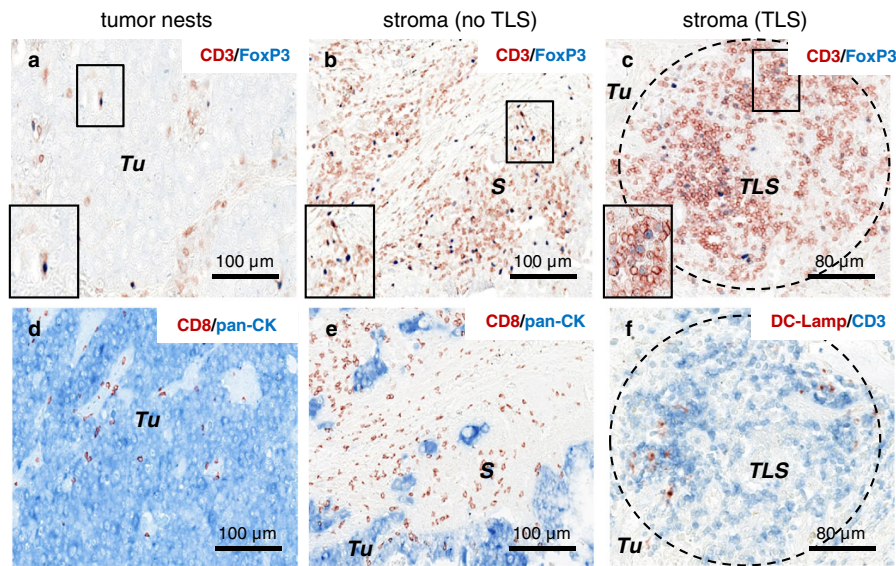 tumor nests
stroma (no TLS)
stroma (TLS)
a
CD3/FoxP3
Tu
100 µm
b
CD3/FoxP3
S
100 µm
c
CD3/FoxP3
Tu
TLS
80 µm
d
CD8/pan-CK
Tu
100 µm
e
CD8/pan-CK
S
Tu
100 µm
f
DC-Lamp/CD3
TLS
Tu
80 µm